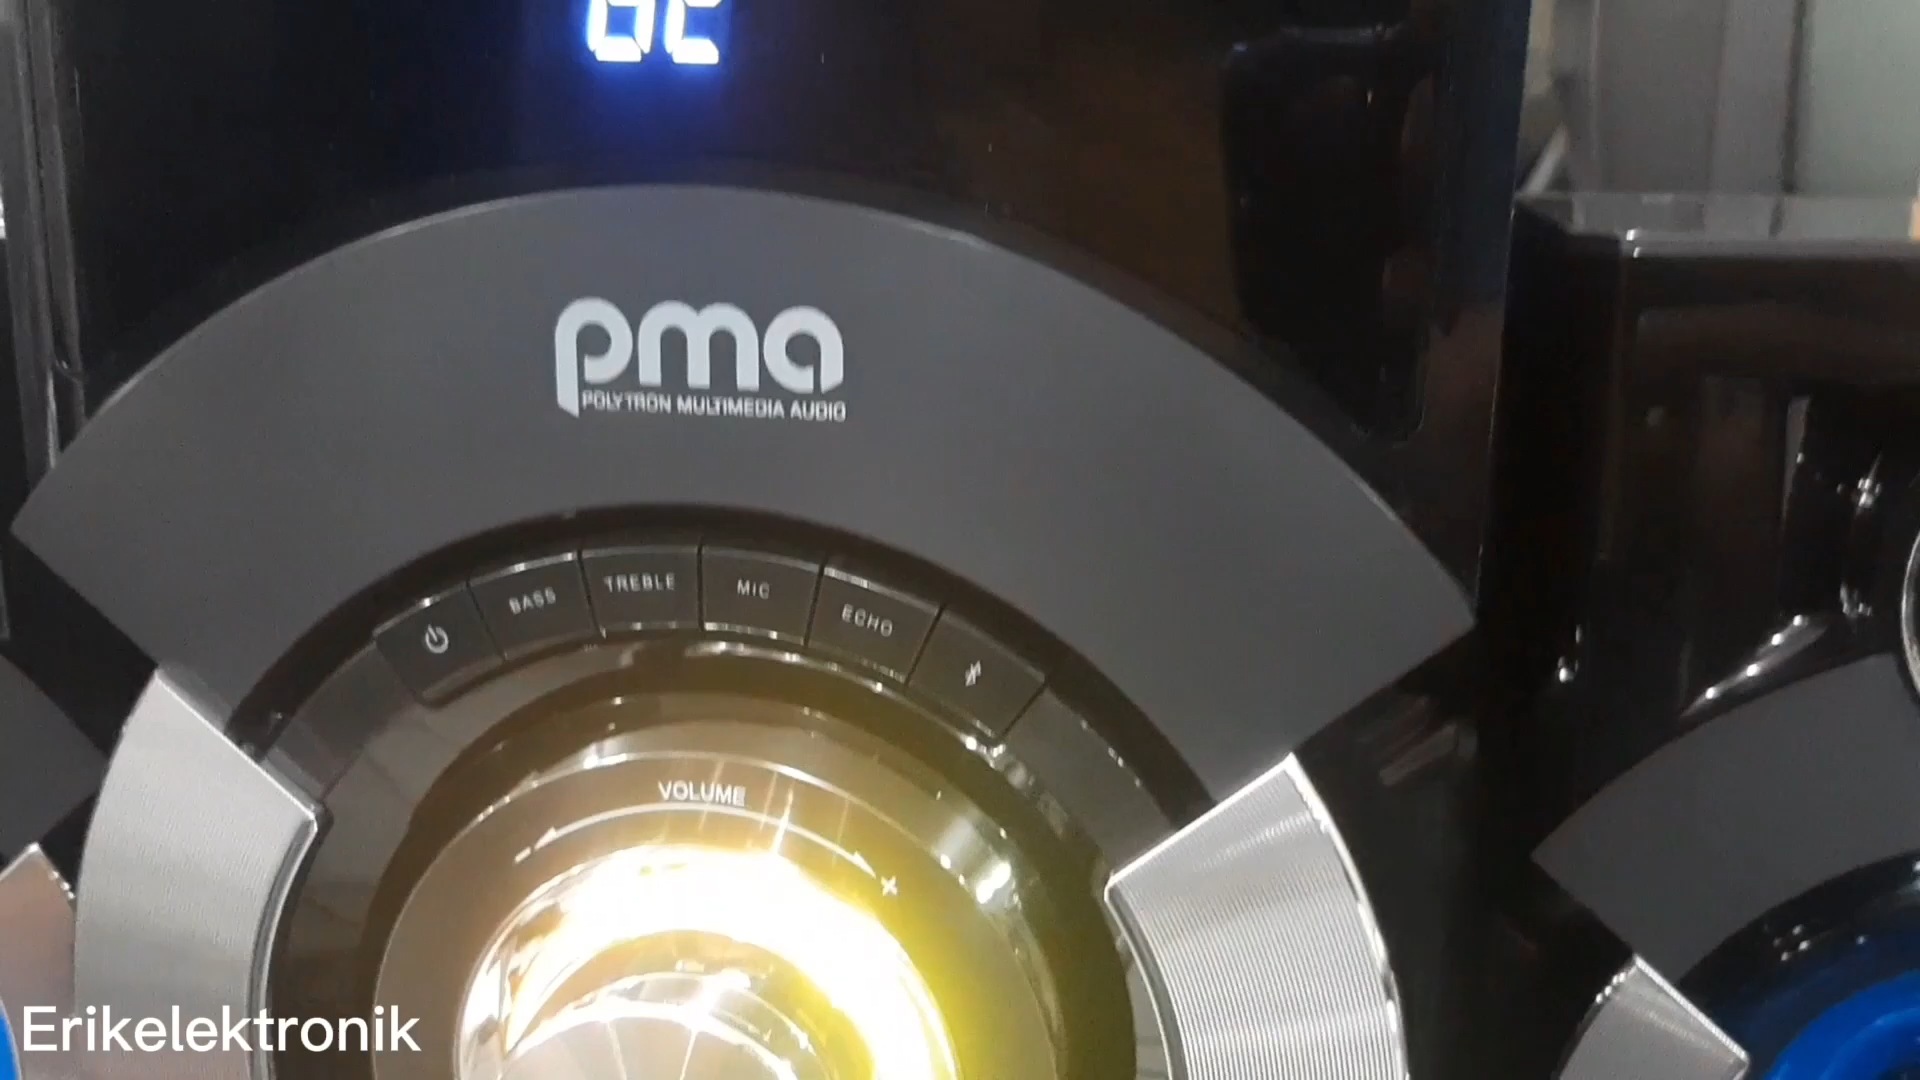 pma
POLYTRON MULTIMEDIA AUDIO
BASS TREBLE MIC ECHO
VOLUME
- +
Erikelektronik